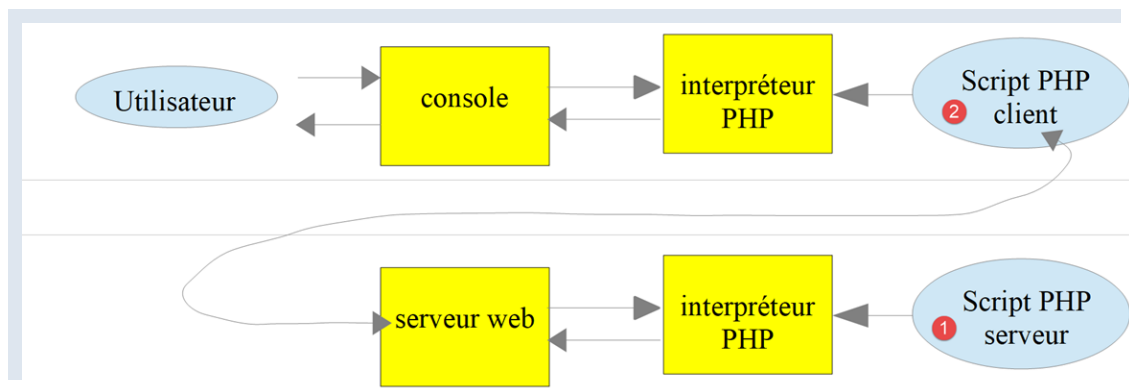 Utilisateur
console
interpréteur
PHP
Script PHP
2 client
serveur web
interpréteur
PHP
Script PHP
1 serveur